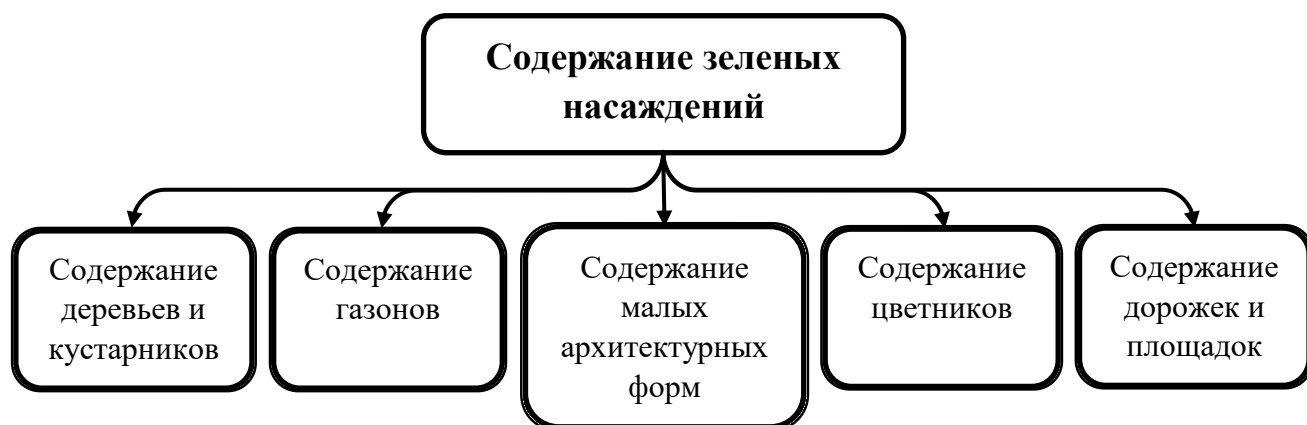 Содержание зеленых
насаждений
Содержание
деревьев и
кустарников
Содержание
газонов
Содержание
малых
архитектурных
форм
Содержание
цветников
Содержание
дорожек и
площадок